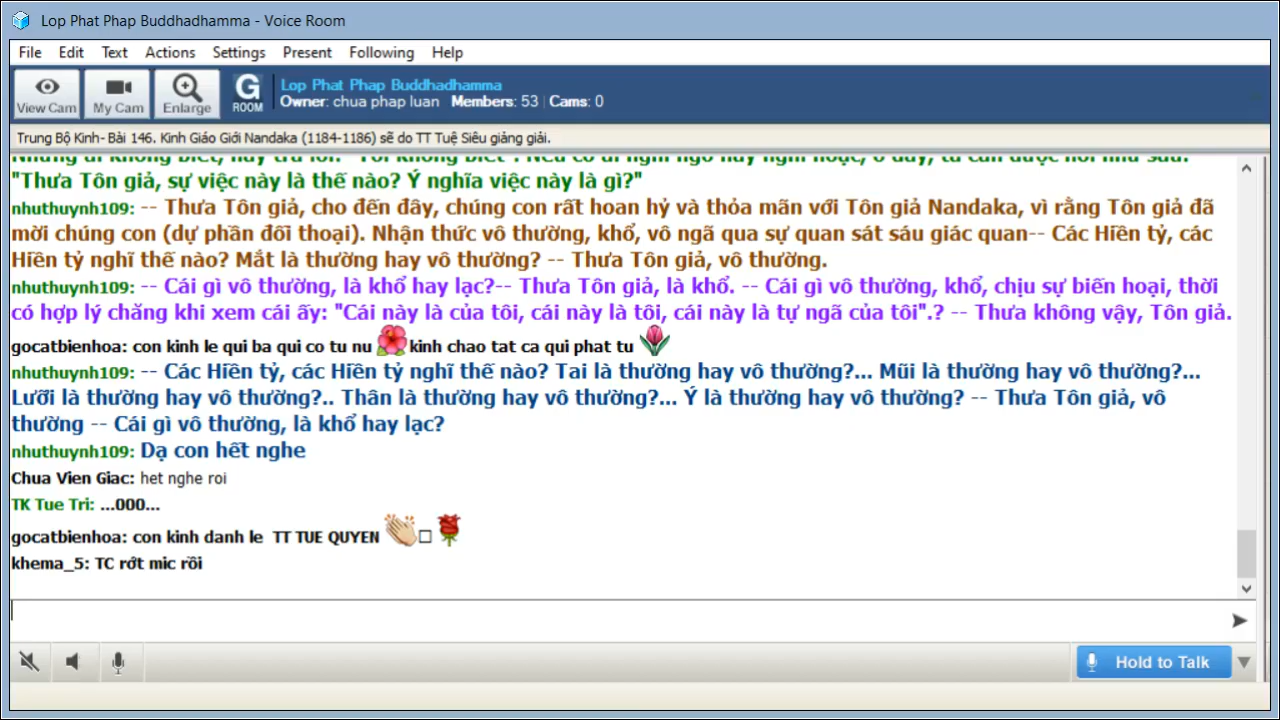 Lop Phat Phap Buddhadhamma - Voice Room
File Edit Text Actions Settings Present Following Help
View Cam My Cam Enlarge G ROOM
Lop Phat Phap Buddhadhamma
Owner: chua phap luan Members: 53 Cams: 0
Trung Bộ Kinh- Bài 146. Kinh Giáo Giới Nandaka (1184-1186) sẽ do TT Tuệ Siêu giảng giải.
"Thưa Tôn giả, sự việc này là thế nào? Ý nghĩa việc này là gì?"
nhuthuynh109: -- Thưa Tôn giả, cho đến đây, chúng con rất hoan hỷ và thỏa mãn với Tôn giả Nandaka, vì rằng Tôn giả đã
mời chúng con (dự phần đối thoại). Nhận thức vô thường, khổ, vô ngã qua sự quan sát sáu giác quan-- Các Hiền tỷ, các
Hiền tỷ nghĩ thế nào? Mắt là thường hay vô thường? -- Thưa Tôn giả, vô thường.
nhuthuynh109: -- Cái gì vô thường, là khổ hay lạc?-- Thưa Tôn giả, là khổ. -- Cái gì vô thường, khổ, chịu sự biến hoại, thời
có hợp lý chăng khi xem cái ấy: "Cái này là của tôi, cái này là tôi, cái này là tự ngã của tôi".? -- Thưa không vậy, Tôn giả.
gocatbienhoa: con kinh le qui ba qui co tu nu kinh chao tat ca qui phat tu
nhuthuynh109: -- Các Hiền tỷ, các Hiền tỷ nghĩ thế nào? Tai là thường hay vô thường?... Mũi là thường hay vô thường?...
Lưỡi là thường hay vô thường?.. Thân là thường hay vô thường?... Ý là thường hay vô thường? -- Thưa Tôn giả, vô
thường -- Cái gì vô thường, là khổ hay lạc?
nhuthuynh109: Dạ con hết nghe
Chua Vien Giac: het nghe roi
TK Tue Tri: ...000...
gocatbienhoa: con kinh danh le TT TUE QUYEN
khema_5: TC rớt mic rồi
Hold to Talk